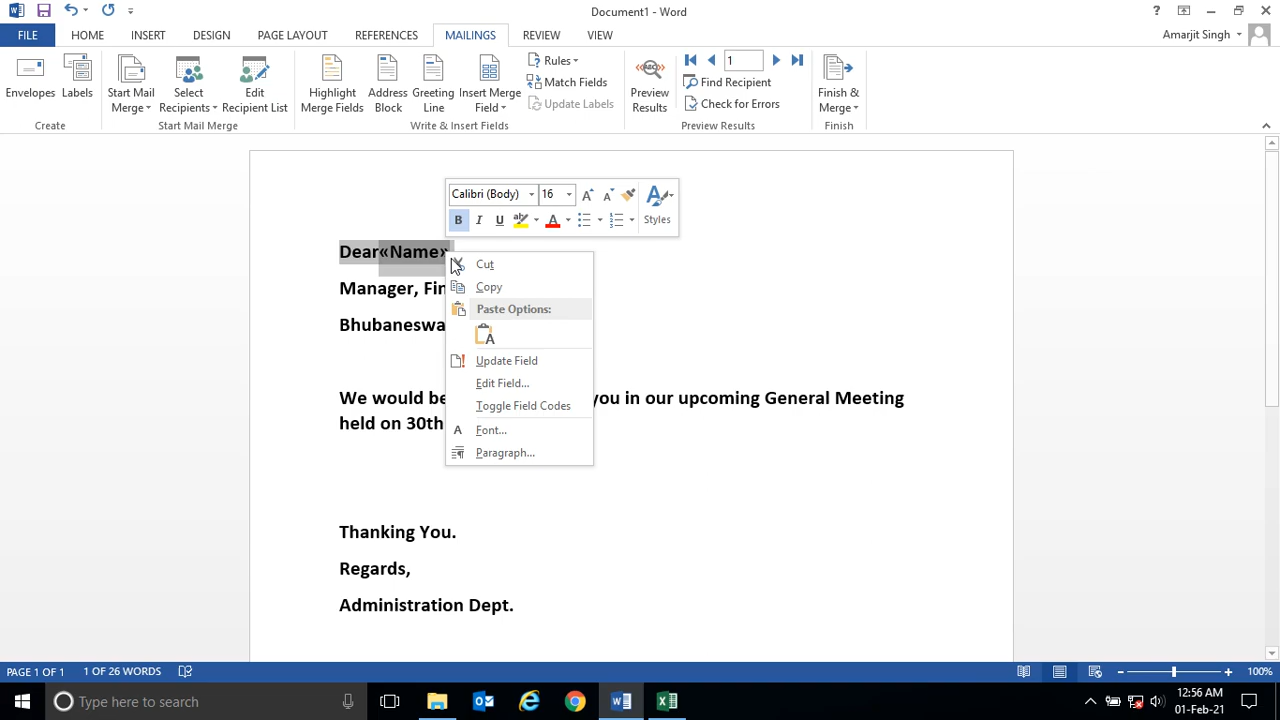 Document1 - Word
FILE HOME INSERT DESIGN PAGE LAYOUT REFERENCES MAILINGS REVIEW VIEW Amarjit Singh
Envelopes
Labels
Create
Start Mail Merge
Select Recipients
Edit Recipient List
Start Mail Merge
Highlight Merge Fields
Address Block
Greeting Line
Insert Merge Field
Rules
Match Fields
Update Labels
Write & Insert Fields
Preview Results
1
Find Recipient
Check for Errors
Preview Results
Finish & Merge
Finish
Calibri (Body) 16
B I U ab A Styles
Dear«Name»
Manager, Fin
Bhubaneswa
We would be you in our upcoming General Meeting
held on 30th
Cut
Copy
Paste Options:
A
Update Field
Edit Field...
Toggle Field Codes
A Font...
Paragraph...
Thanking You.
Regards,
Administration Dept.
PAGE 1 OF 1 1 OF 26 WORDS 100%
Type here to search
12:56 AM
01-Feb-21